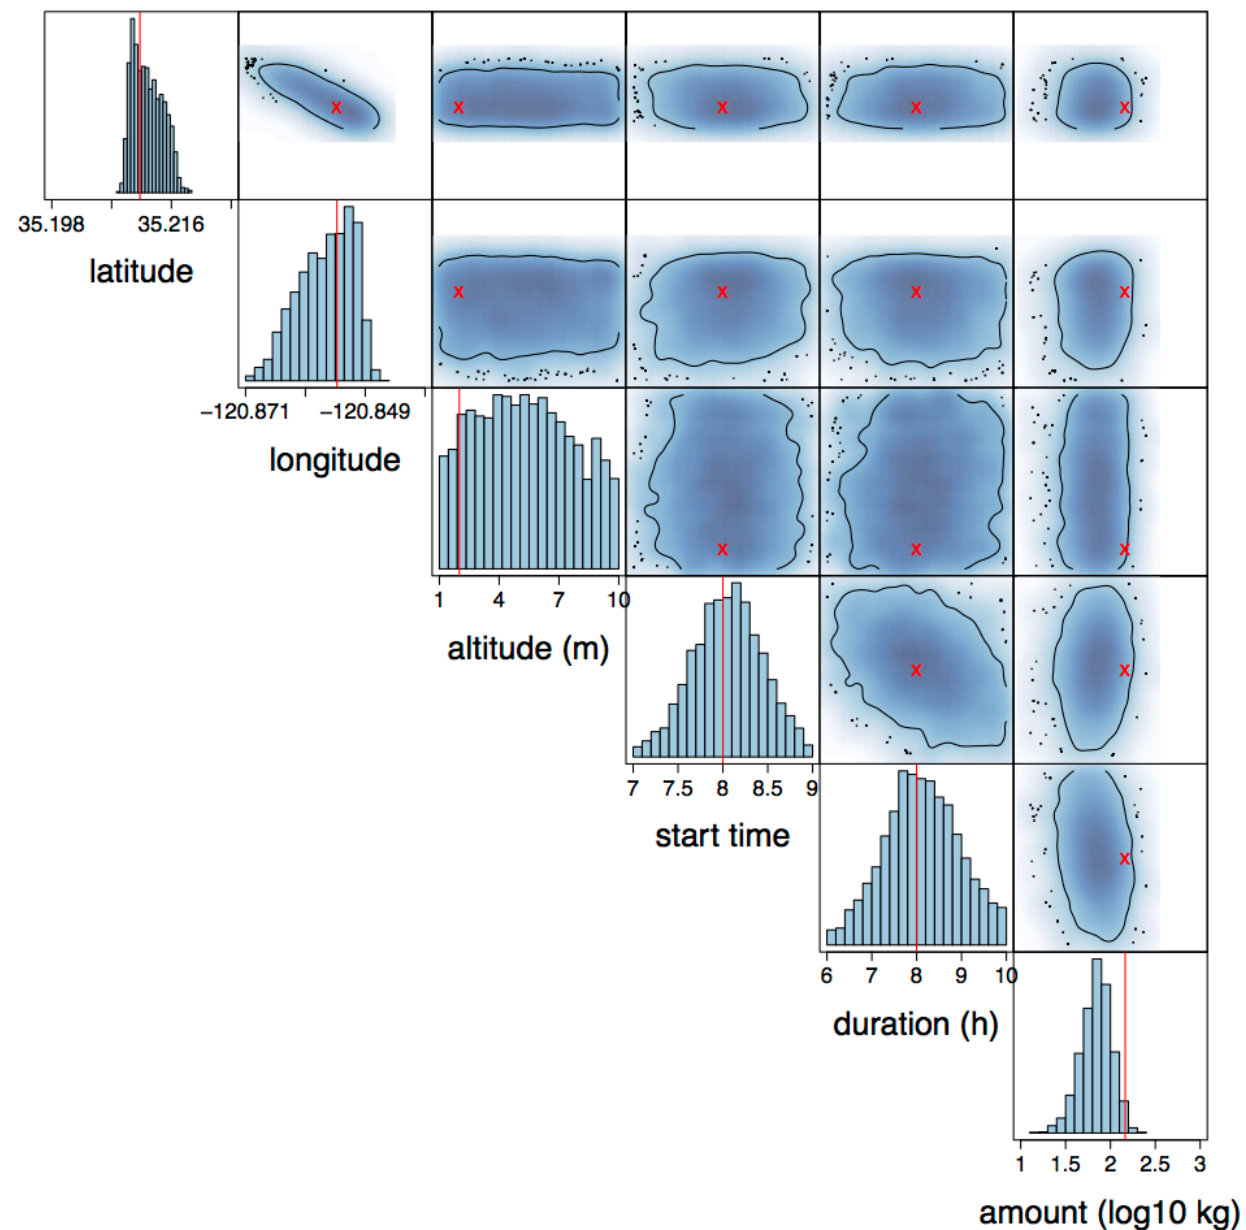 35.198 35.216
latitude
−120.871 −120.849
longitude
1 4 7 10
altitude (m)
7 7.5 8 8.5 9
start time
6 7 8 9 10
duration (h)
1 1.5 2 2.5 3
amount (log10 kg)
x x x x x
x x x x
x x x
x x
x